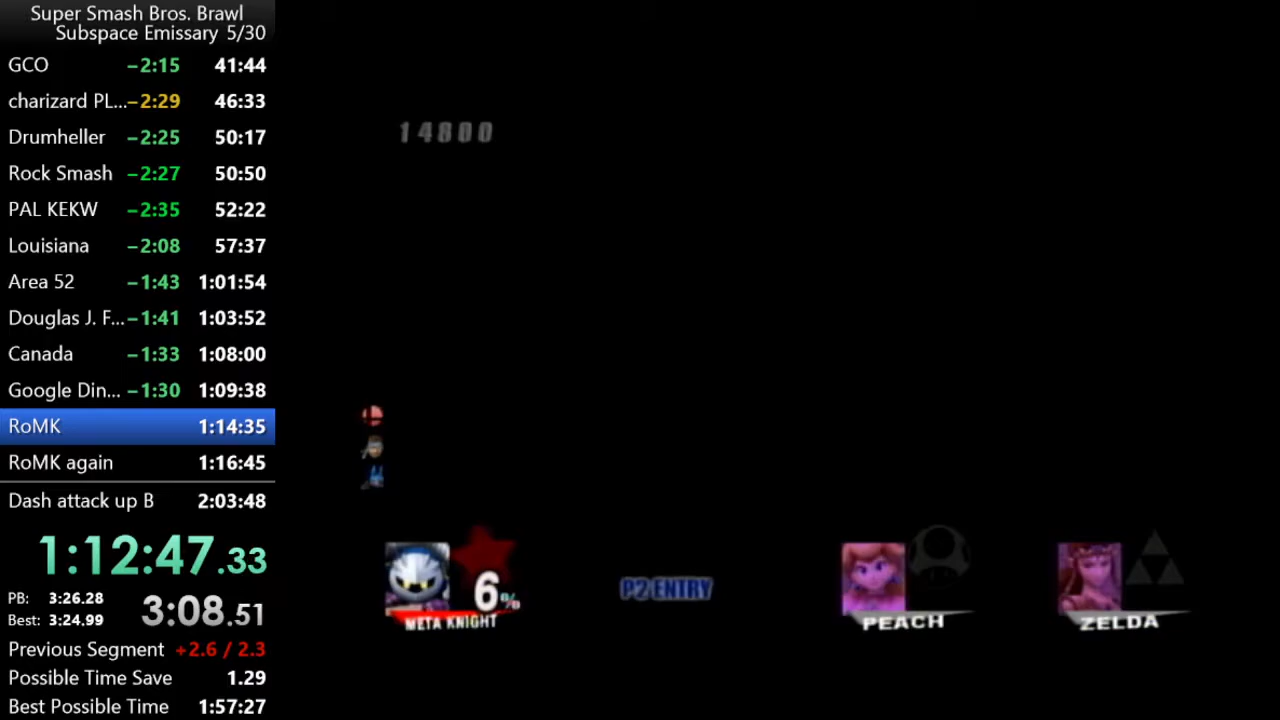 Super Smash Bros. Brawl
Subspace Emissary 5/30
GCO -2:15 41:44
charizard PL... -2:29 46:33
Drumheller -2:25 50:17
Rock Smash -2:27 50:50
PAL KEKW -2:35 52:22
Louisiana -2:08 57:37
Area 52 -1:43 1:01:54
Douglas J. F... -1:41 1:03:52
Canada -1:33 1:08:00
Google Din... -1:30 1:09:38
RoMK 1:14:35
RoMK again 1:16:45
Dash attack up B 2:03:48
1:12:47.33
PB: 3:26.28
Best: 3:24.99
3:08.51
Previous Segment +2.6 / 2.3
Possible Time Save 1.29
Best Possible Time 1:57:27
14800
6%
META KNIGHT
P2 ENTRY
PEACH
ZELDA